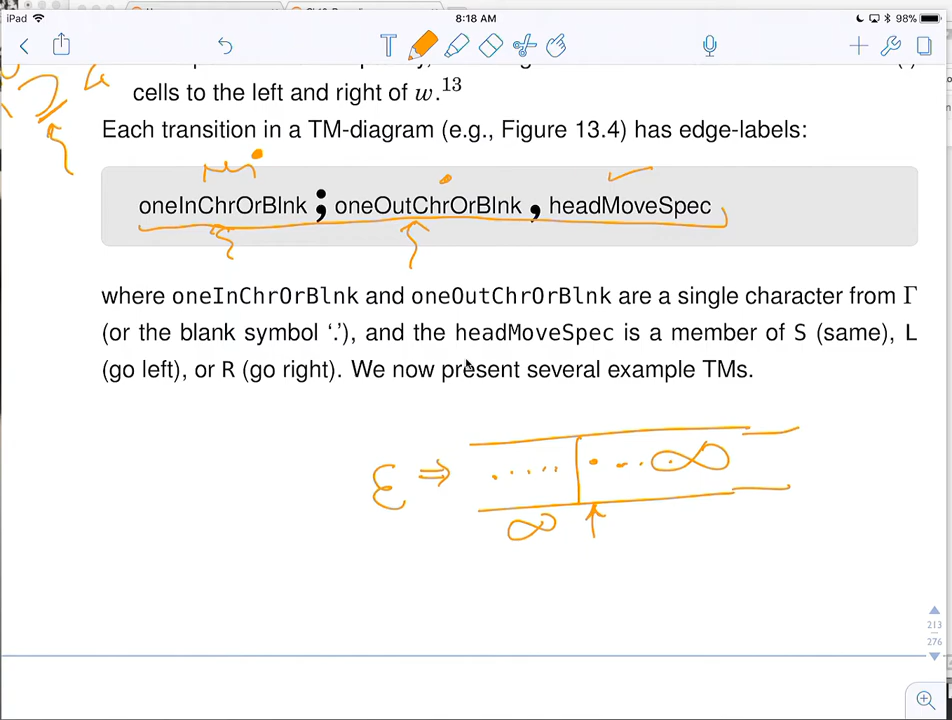 iPad 8:18 AM 98%
T
cells to the left and right of w.13
Each transition in a TM-diagram (e.g., Figure 13.4) has edge-labels:
oneInChrOrBlnk ; oneOutChrOrBlnk , headMoveSpec
where oneInChrOrBlnk and oneOutChrOrBlnk are a single character from Γ
(or the blank symbol ‘.’), and the headMoveSpec is a member of S (same), L
(go left), or R (go right). We now present several example TMs.
ε ⇒ ..... . ... ∞
∞ ↑
213
276